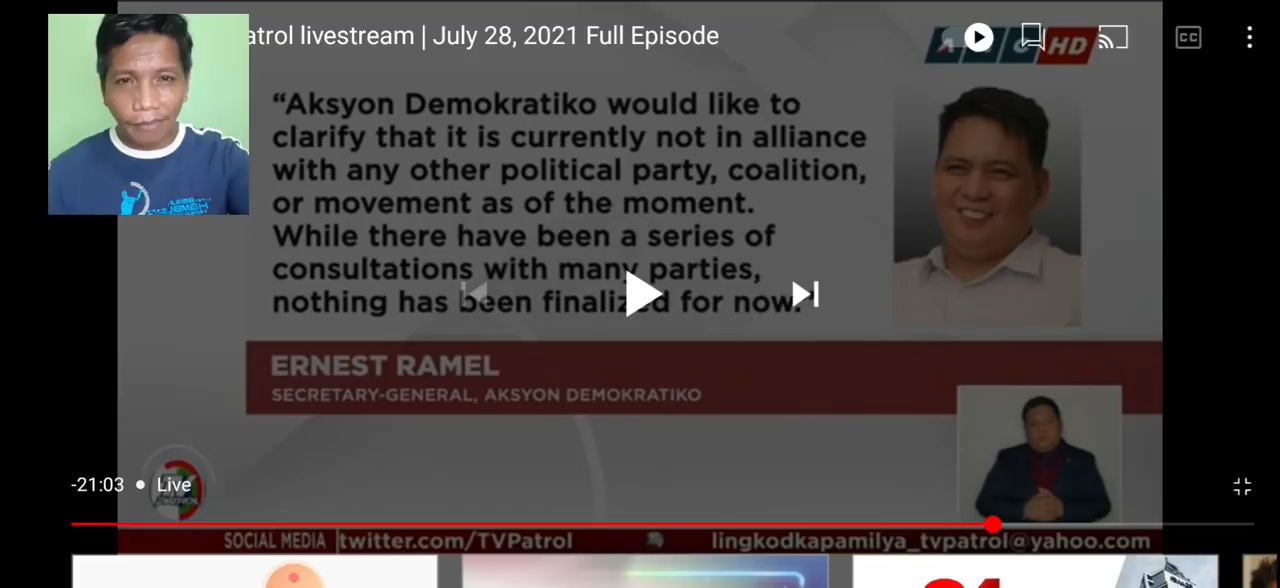 atrol livestream | July 28, 2021 Full Episode
ANC HD
CC
“Aksyon Demokratiko would like to
clarify that it is currently not in alliance
with any other political party, coalition,
or movement as of the moment.
While there have been a series of
consultations with many parties,
nothing has been finalized for now.”
ERNEST RAMEL
SECRETARY-GENERAL, AKSYON DEMOKRATIKO
-21:03 • Live
SOCIAL MEDIA twitter.com/TVPatrol lingkodkapamilya_tvpatrol@yahoo.com